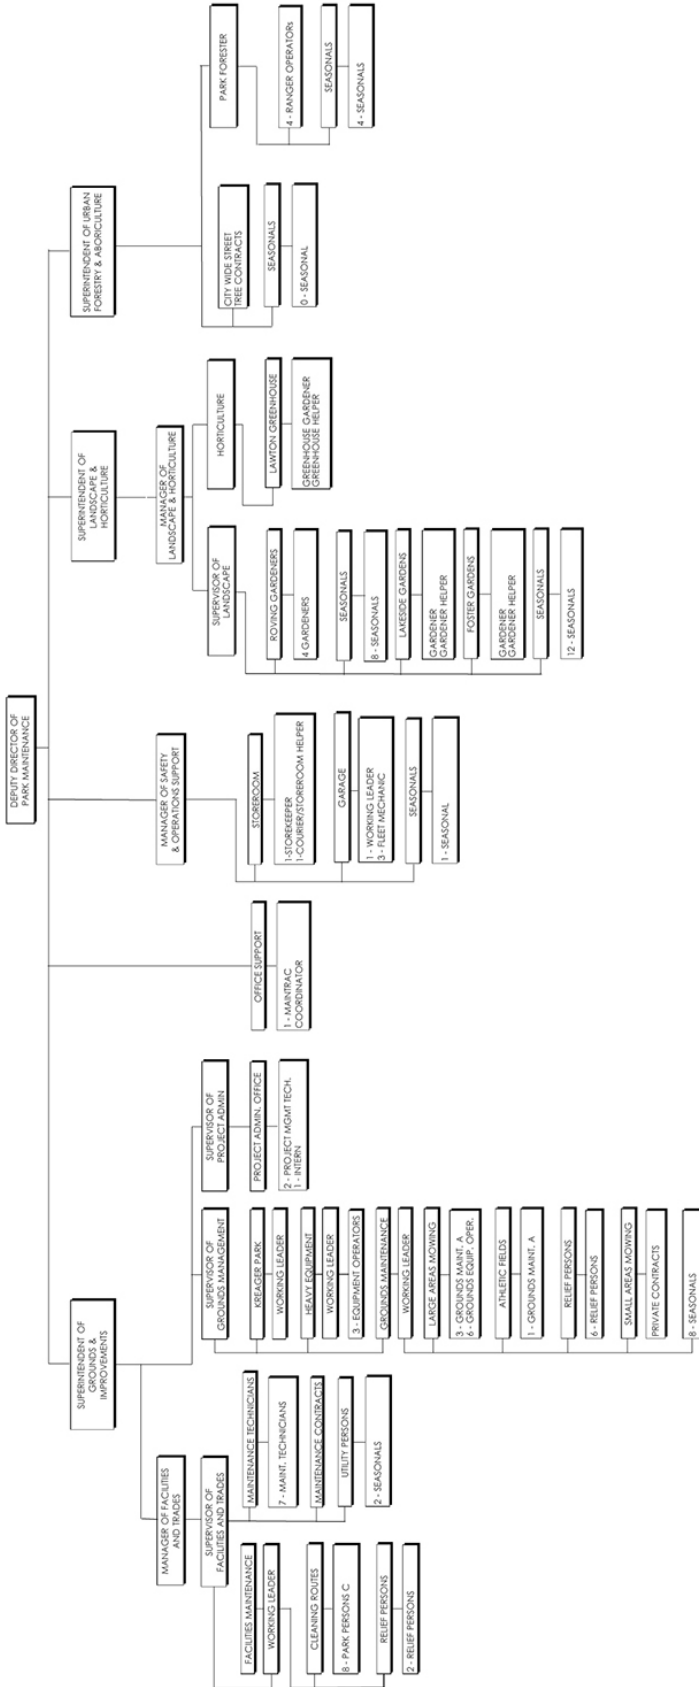 DEPUTY DIRECTOR OF
PARK MAINTENANCE
SUPERINTENDENT OF
GROUNDS &
IMPROVEMENTS
MANAGER OF FACILITIES
AND TRADES
SUPERVISOR OF
FACILITIES AND TRADES
FACILITIES MAINTENANCE
WORKING LEADER
CLEANING ROUTES
8 - PARK PERSONS C
RELIEF PERSONS
2 - RELIEF PERSONS
MAINTENANCE TECHNICIANS
7 - MAINT. TECHNICIANS
MAINTENANCE CONTRACTS
UTILITY PERSONS
2 - SEASONALS
SUPERVISOR OF
GROUNDS MANAGEMENT
KREAGER PARK
WORKING LEADER
HEAVY EQUIPMENT
WORKING LEADER
3 - EQUIPMENT OPERATORS
GROUNDS MAINTENANCE
WORKING LEADER
LARGE AREAS MOWING
3 - GROUNDS MAINT. A
6 - GROUNDS EQUIP. OPER.
ATHLETIC FIELDS
1 - GROUNDS MAINT. A
RELIEF PERSONS
6 - RELIEF PERSONS
SMALL AREAS MOWING
PRIVATE CONTRACTS
8 - SEASONALS
SUPERVISOR OF
PROJECT ADMIN
PROJECT ADMIN. OFFICE
2 - PROJECT MGMT TECH.
1 - INTERN
OFFICE SUPPORT
1 - MAINTRAC
COORDINATOR
MANAGER OF SAFETY
& OPERATIONS SUPPORT
STOREROOM
1-STOREKEEPER
1-COURIER/STOREROOM HELPER
GARAGE
1 - WORKING LEADER
3 - FLEET MECHANIC
SEASONALS
1 - SEASONAL
SUPERINTENDENT OF
LANDSCAPE &
HORTICULTURE
MANAGER OF
LANDSCAPE & HORTICULTURE
SUPERVISOR OF
LANDSCAPE
ROVING GARDENERS
4 GARDENERS
SEASONALS
8 - SEASONALS
LAKESIDE GARDENS
GARDENER
GARDENER HELPER
FOSTER GARDENS
GARDENER
GARDENER HELPER
SEASONALS
12 - SEASONALS
HORTICULTURE
LAWTON GREENHOUSE
GREENHOUSE GARDENER
GREENHOUSE HELPER
SUPERINTENDENT OF URBAN
FORESTRY & ABORICULTURE
CITY WIDE STREET
TREE CONTRACTS
SEASONALS
0 - SEASONAL
PARK FORESTER
4 - RANGER OPERATORs
SEASONALS
4 - SEASONALS